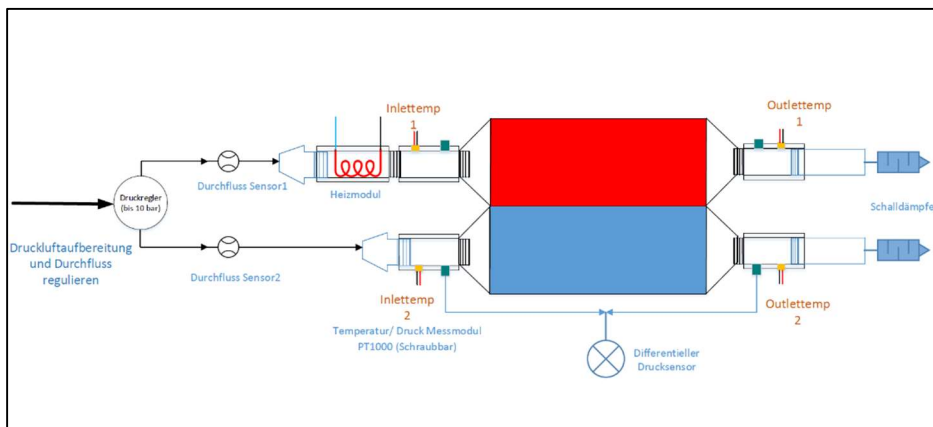 Inlettemp
1
Outlettemp
1
Durchfluss Sensor1
Heizmodul
Druckregler
(bis 10 bar)
Schalldämpfe
Druckluftaufbereitung
und Durchfluss
regulieren
Durchfluss Sensor2
Inlettemp
2
Outlettemp
2
Temperatur/ Druck Messmodul
PT1000 (Schraubbar)
Differentieller
Drucksensor